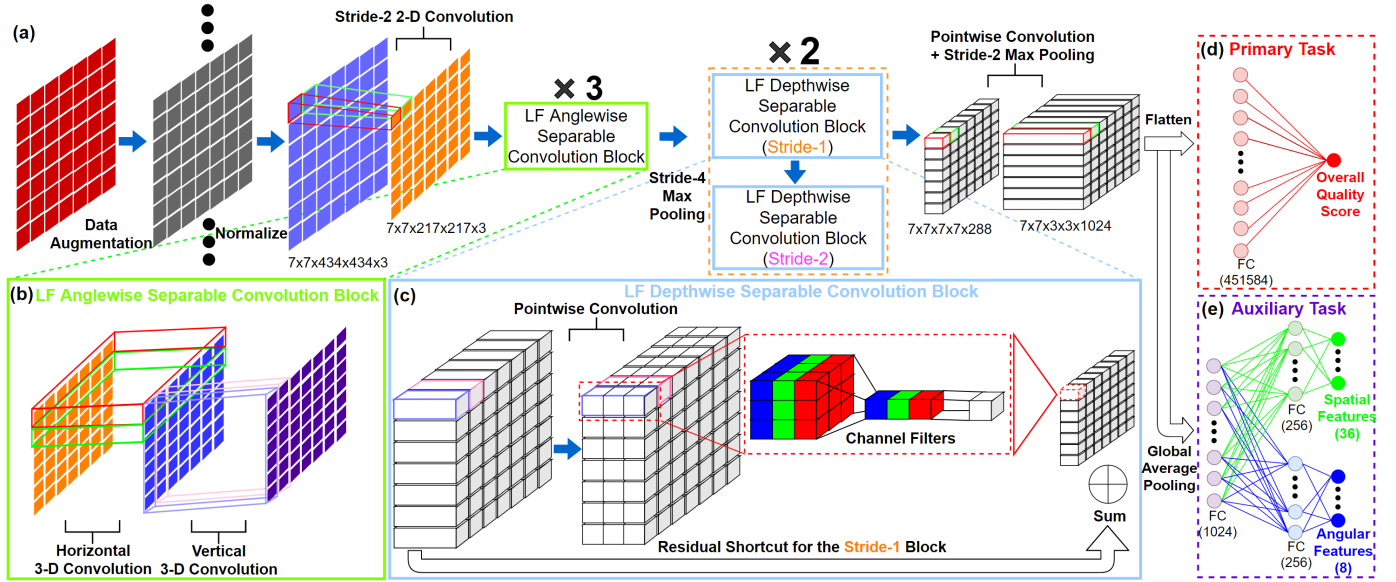 (a)
Stride-2 2-D Convolution
Data
Augmentation
Normalize
7x7x434x434x3
7x7x217x217x3
× 3
LF Anglewise
Separable
Convolution Block
× 2
LF Depthwise
Separable
Convolution Block
(Stride-1)
Stride-4
Max
Pooling
LF Depthwise
Separable
Convolution Block
(Stride-2)
Pointwise Convolution
+ Stride-2 Max Pooling
7x7x7x7x288
7x7x3x3x1024
Flatten
(d) Primary Task
Overall
Quality
Score
FC
(451584)
(b) LF Anglewise Separable Convolution Block
Horizontal
3-D Convolution
Vertical
3-D Convolution
(c) LF Depthwise Separable Convolution Block
Pointwise Convolution
Channel Filters
Sum
Residual Shortcut for the Stride-1 Block
Global
Average
Pooling
(e) Auxiliary Task
FC
(1024)
FC
(256)
Spatial
Features
(36)
FC
(256)
Angular
Features
(8)